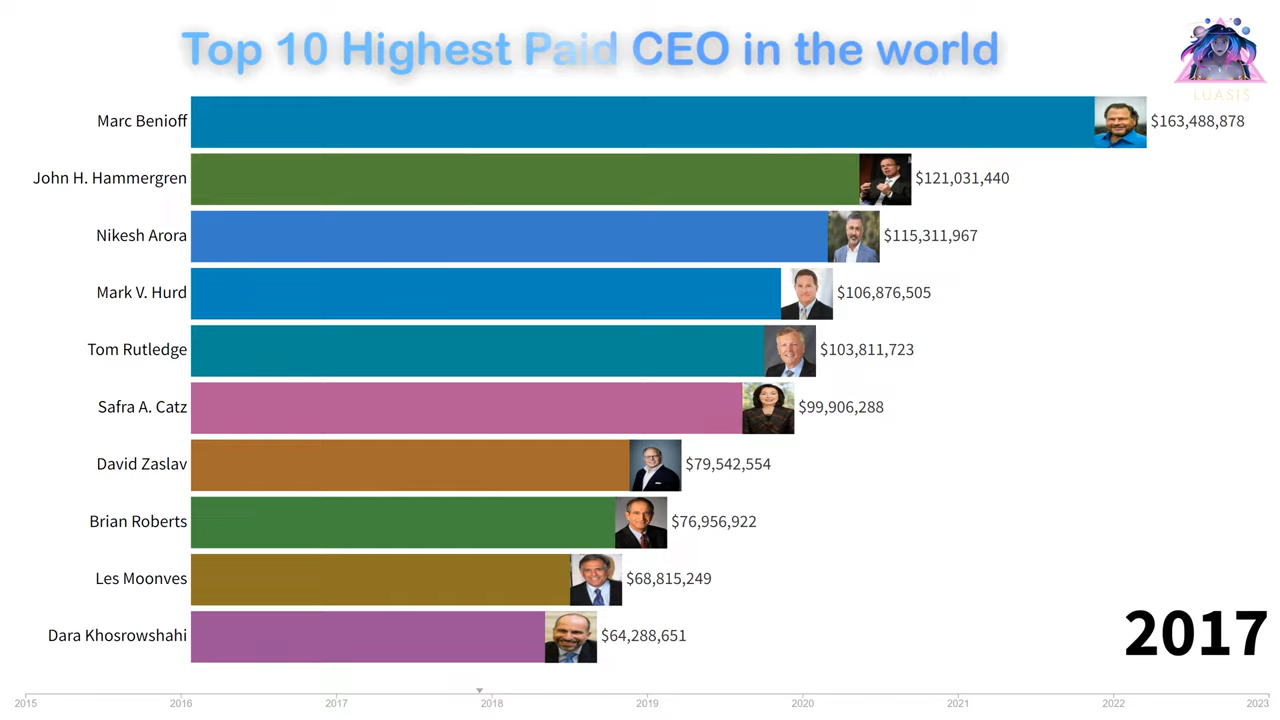 Top 10 Highest Paid CEO in the world
LUASIS
Marc Benioff $163,488,878
John H. Hammergren $121,031,440
Nikesh Arora $115,311,967
Mark V. Hurd $106,876,505
Tom Rutledge $103,811,723
Safra A. Catz $99,906,288
David Zaslav $79,542,554
Brian Roberts $76,956,922
Les Moonves $68,815,249
Dara Khosrowshahi $64,288,651
2017
2015 2016 2017 2018 2019 2020 2021 2022 2023